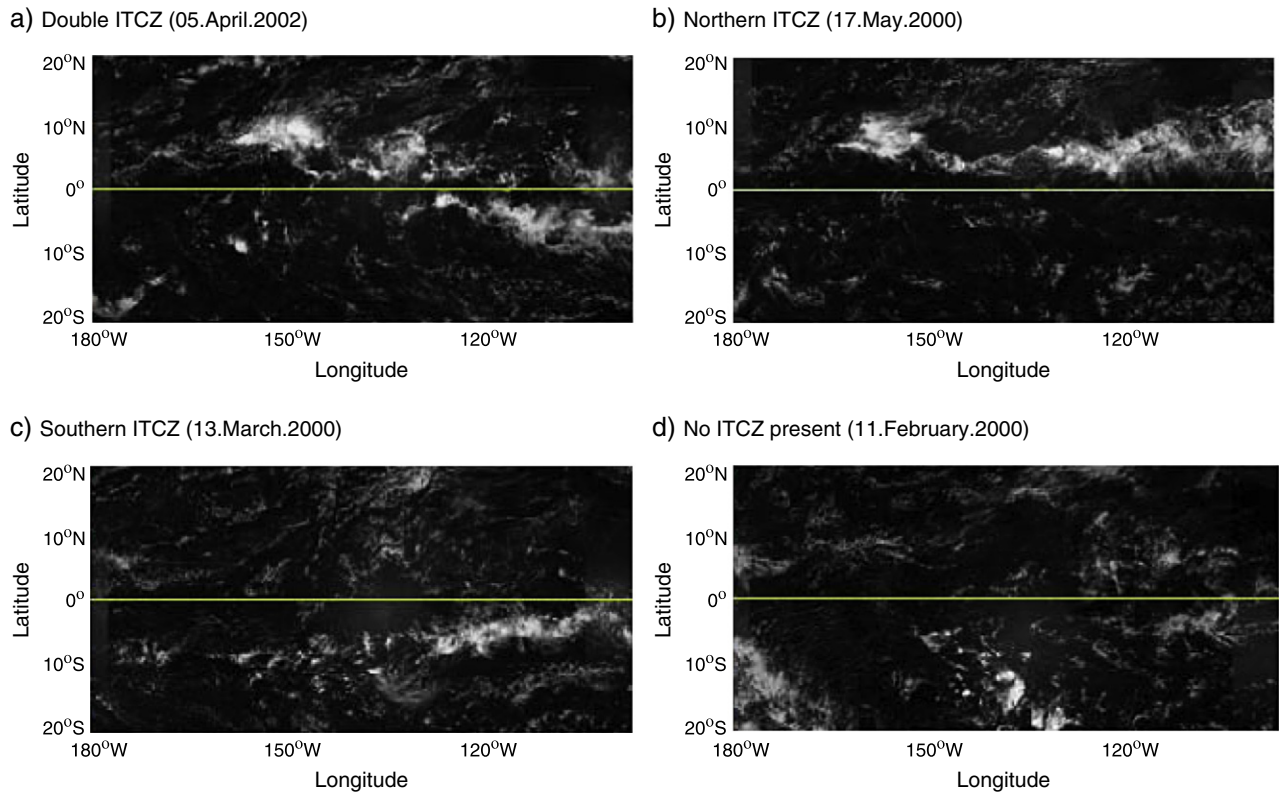 a) Double ITCZ (05.April.2002)
20°N
10°N
0°
10°S
20°S
Latitude
180°W 150°W 120°W
Longitude
b) Northern ITCZ (17.May.2000)
20°N
10°N
0°
10°S
20°S
Latitude
180°W 150°W 120°W
Longitude
c) Southern ITCZ (13.March.2000)
20°N
10°N
0°
10°S
20°S
Latitude
180°W 150°W 120°W
Longitude
d) No ITCZ present (11.February.2000)
20°N
10°N
0°
10°S
20°S
Latitude
180°W 150°W 120°W
Longitude